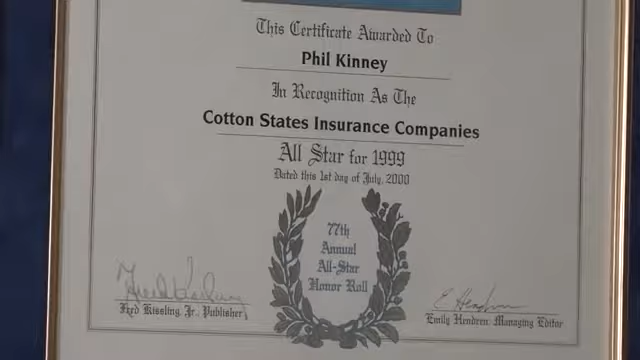 This Certificate Awarded To
Phil Kinney
In Recognition As The
Cotton States Insurance Companies
All Star for 1999
Dated this 1st day of July, 2000
77th
Annual
All-Star
Honor Roll
Fred Kissling, Jr., Publisher
Emily Hendren, Managing Editor